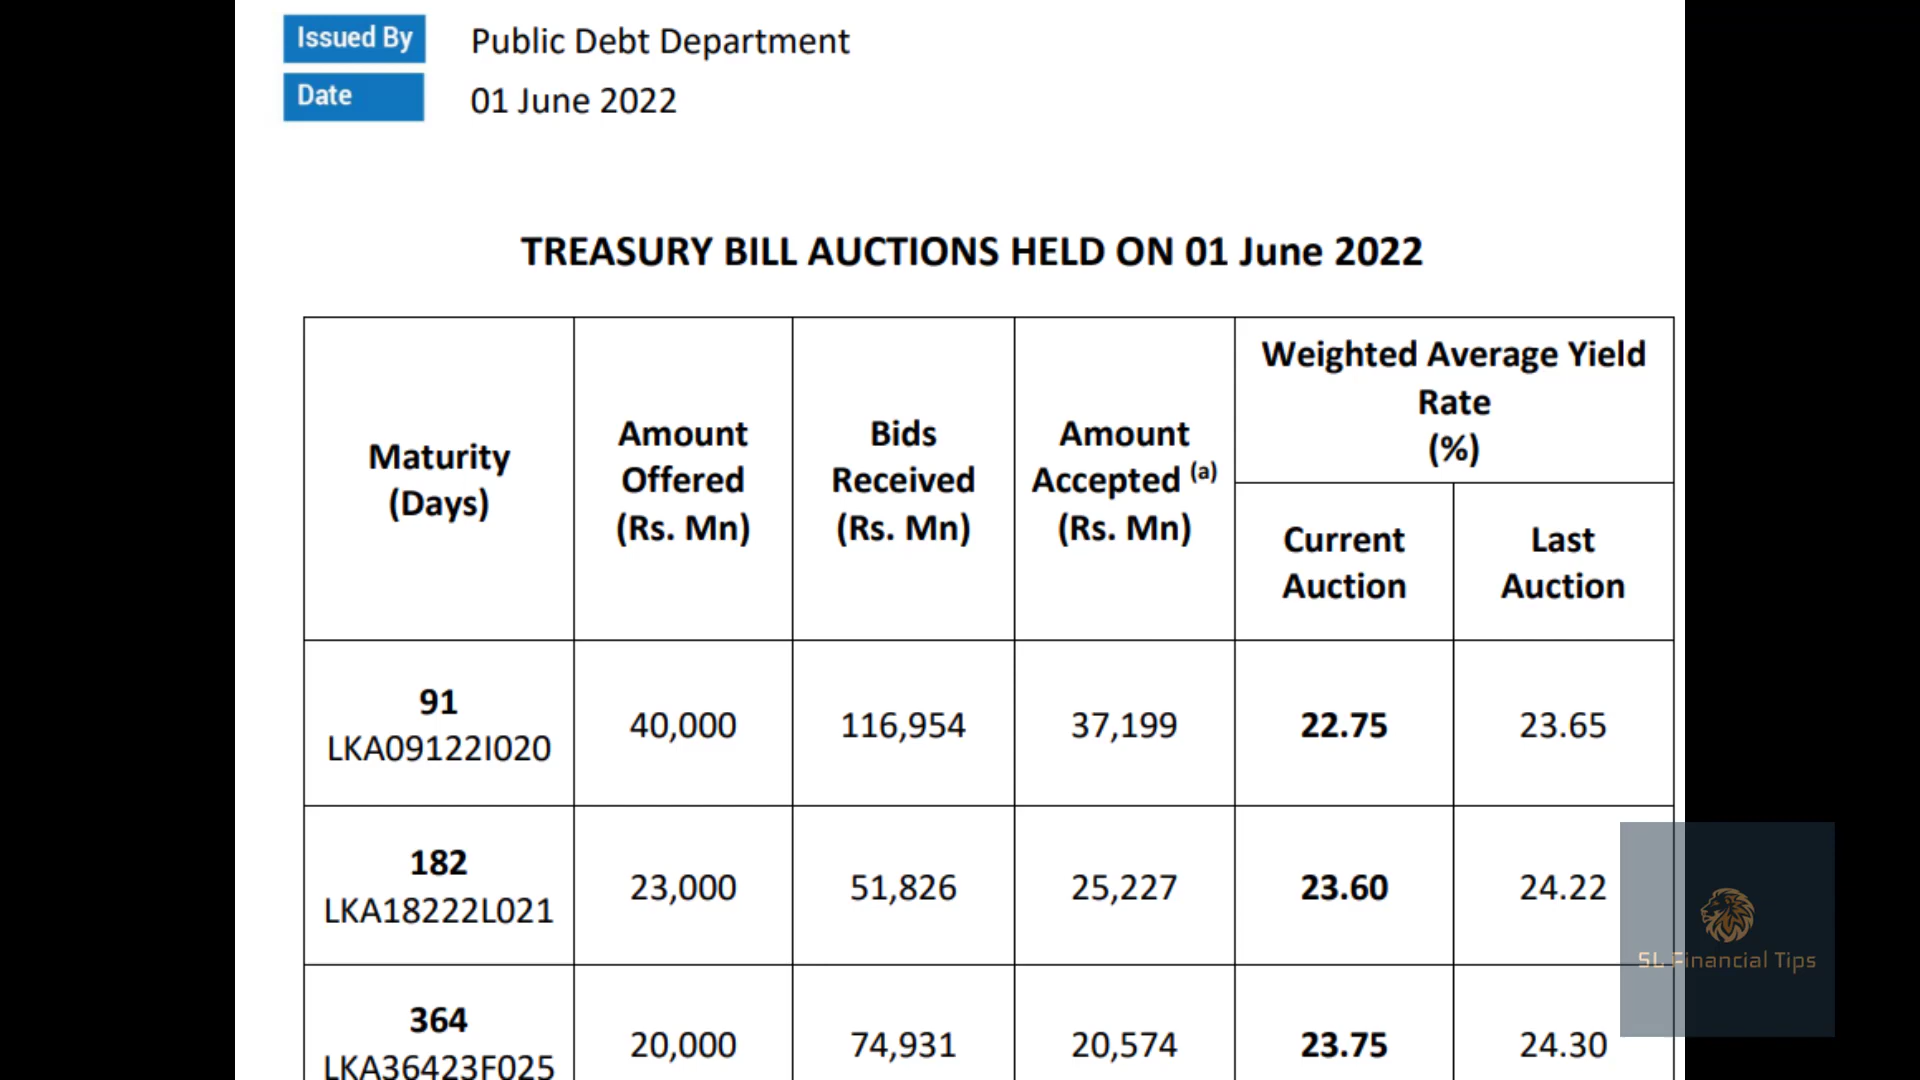 Issued By Public Debt Department
Date 01 June 2022
TREASURY BILL AUCTIONS HELD ON 01 June 2022
Maturity
(Days)
Amount
Offered
(Rs. Mn)
Bids
Received
(Rs. Mn)
Amount
Accepted (a)
(Rs. Mn)
Weighted Average Yield
Rate
(%)
Current
Auction
Last
Auction
91
LKA09122I020
40,000 116,954 37,199 22.75 23.65
182
LKA18222L021
23,000 51,826 25,227 23.60 24.22
364
LKA36423F025
20,000 74,931 20,574 23.75 24.30
SL Financial Tips